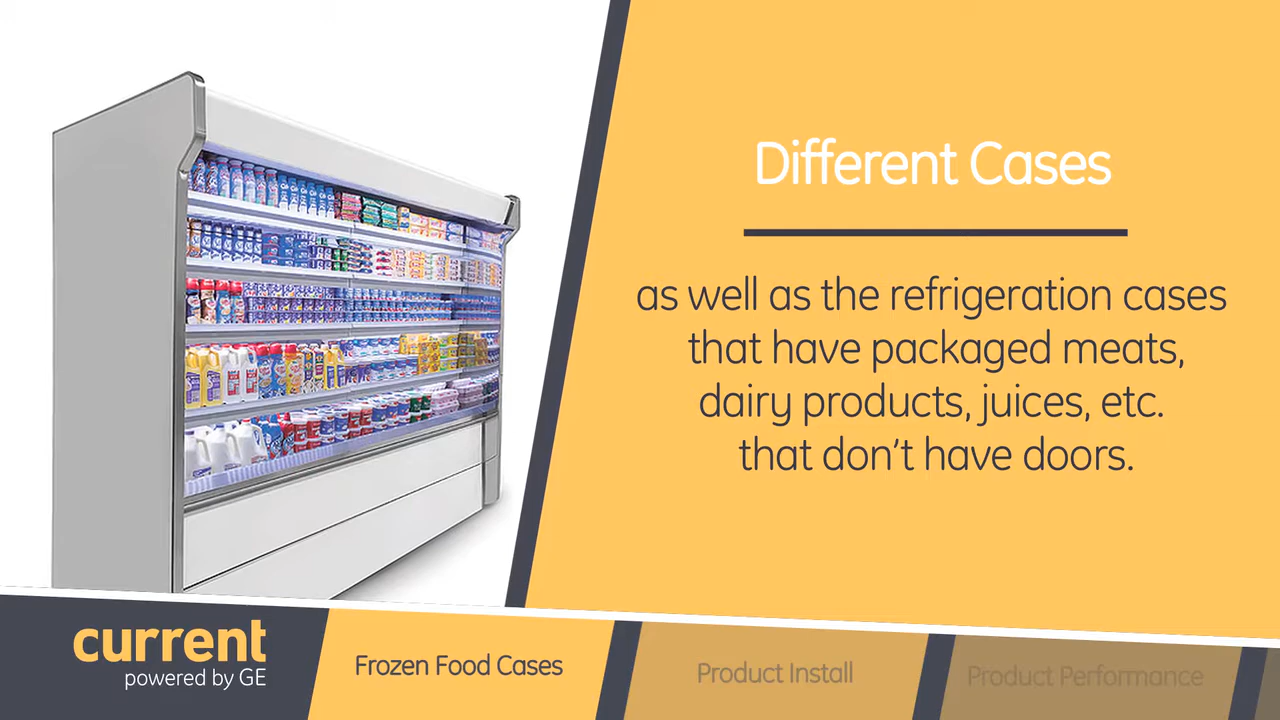 Different Cases
as well as the refrigeration cases
that have packaged meats,
dairy products, juices, etc.
that don't have doors.
current
powered by GE
Frozen Food Cases
Product Install
Product Performance